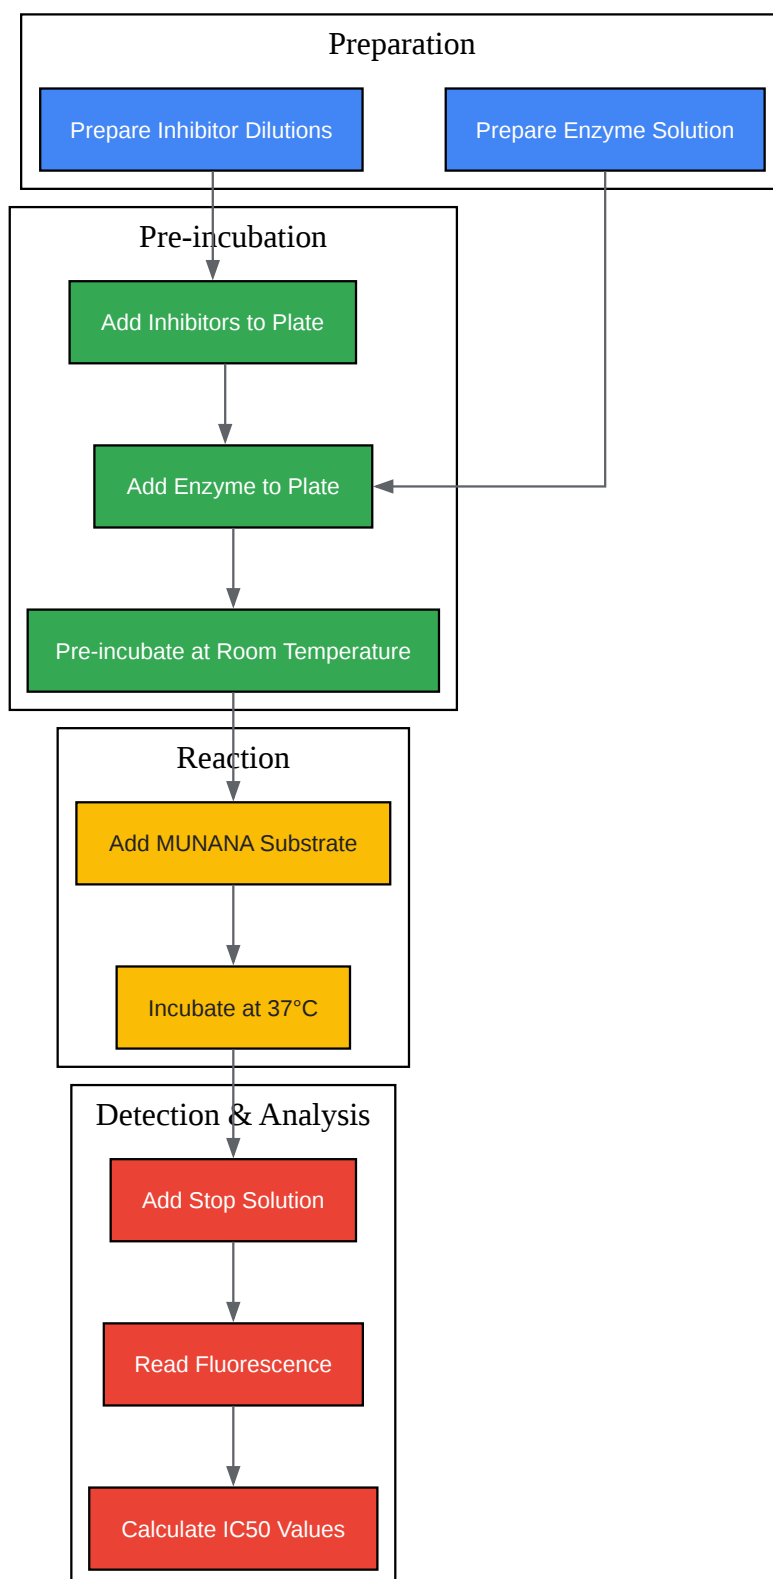 Preparation
Prepare Inhibitor Dilutions
Prepare Enzyme Solution
Pre-incubation
Add Inhibitors to Plate
Add Enzyme to Plate
Pre-incubate at Room Temperature
Reaction
Add MUNANA Substrate
Incubate at 37°C
Detection & Analysis
Add Stop Solution
Read Fluorescence
Calculate IC50 Values